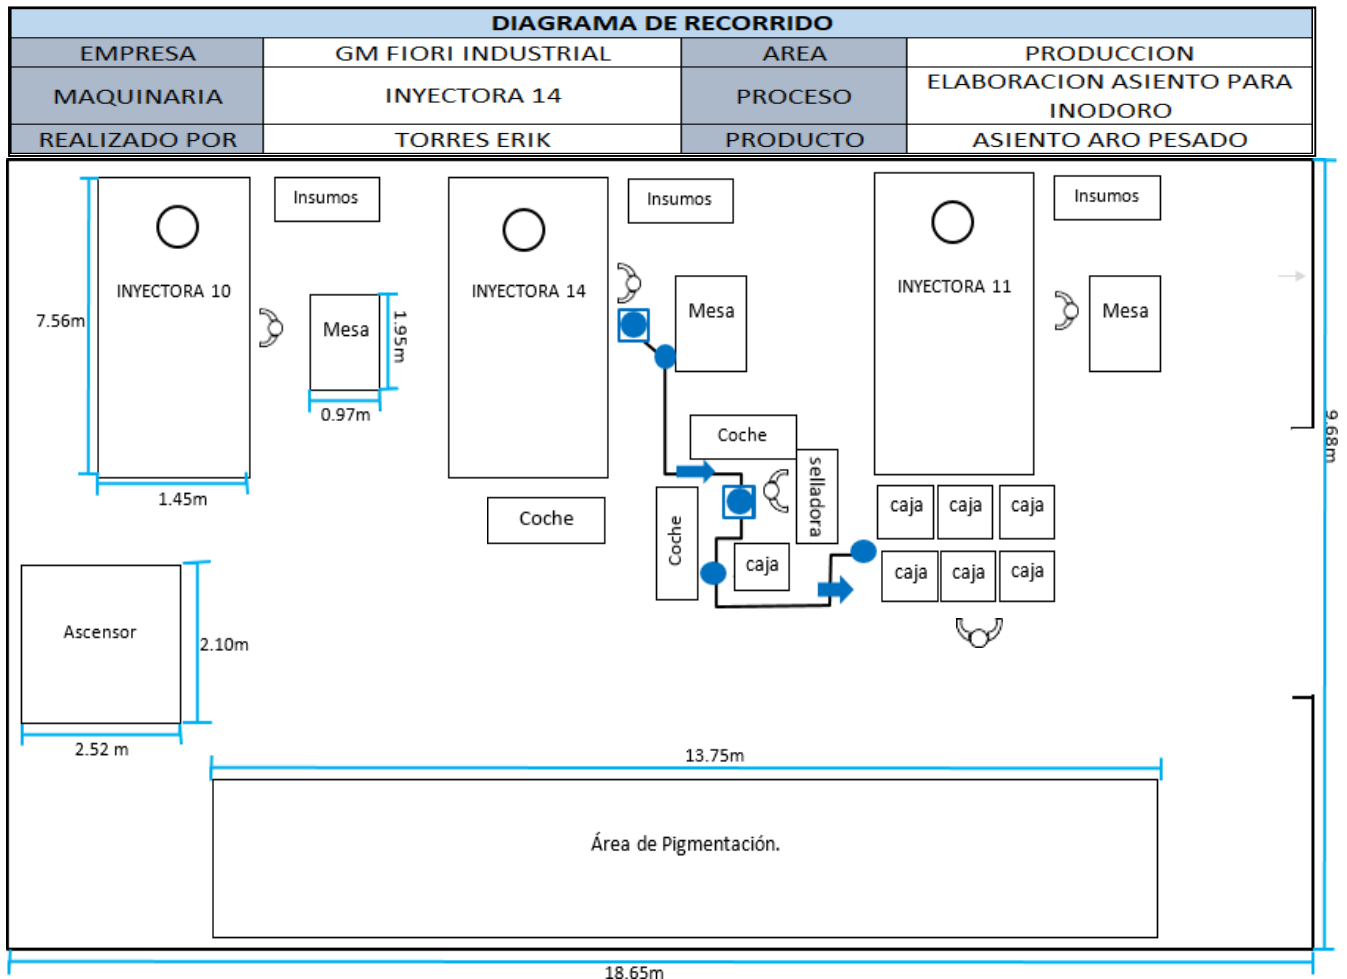 DIAGRAMA DE RECORRIDO
EMPRESA
GM FIORI INDUSTRIAL
AREA
PRODUCCION
MAQUINARIA
INYECTORA 14
PROCESO
ELABORACION ASIENTO PARA
INODORO
REALIZADO POR
TORRES ERIK
PRODUCTO
ASIENTO ARO PESADO
Insumos
Insumos
Insumos
INYECTORA 10
INYECTORA 14
INYECTORA 11
7.56m
Mesa
1.95m
Mesa
Mesa
0.97m
9.68m
Coche
selladora
1.45m
Coche
Coche
caja
caja
caja
caja
caja
caja
caja
Ascensor
2.10m
2.52 m
13.75m
Área de Pigmentación.
18.65m